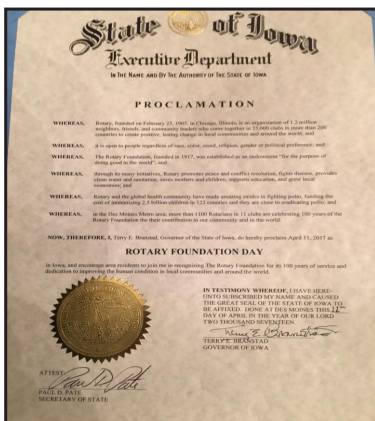 State of Iowa
Executive Department
IN THE NAME AND BY THE AUTHORITY OF THE STATE OF IOWA
PROCLAMATION
WHEREAS, Rotary, founded on February 23, 1905, in Chicago, Illinois, is an organization of 1.2 million
neighbors, friends, and community leaders who come together in 35,000 clubs in more than 200
countries to create positive, lasting change in local communities and around the world; and
WHEREAS, it is open to people regardless of race, color, creed, religion, gender or political preference; and
WHEREAS, The Rotary Foundation, founded in 1917, was established as an endowment "for the purpose of
doing good in the world"; and
WHEREAS, through its many initiatives, Rotary promotes peace and conflict resolution, fights disease, provides
clean water and sanitation, saves mothers and children, supports education, and grows local
economies; and
WHEREAS, Rotary and the global health community have made amazing strides in fighting polio, funding the
cost of immunizing 2.5 billion children in 122 countries and they are close to eradicating polio; and
WHEREAS, in the Des Moines Metro area, more than 1100 Rotarians in 11 clubs are celebrating 100 years of the
Rotary Foundation for their contribution to our community and to the world.
NOW, THEREFORE, I, Terry E. Branstad, Governor of the State of Iowa, do hereby proclaim April 11, 2017 as
ROTARY FOUNDATION DAY
in Iowa, and encourage area residents to join me in recognizing The Rotary Foundation for its 100 years of service and
dedication to improving the human condition in local communities and around the world.
IN TESTIMONY WHEREOF, I HAVE HERE-
UNTO SUBSCRIBED MY NAME AND CAUSED
THE GREAT SEAL OF THE STATE OF IOWA TO
BE AFFIXED. DONE AT DES MOINES THIS 11th
DAY OF APRIL IN THE YEAR OF OUR LORD
TWO THOUSAND SEVENTEEN.
Terry E. Branstad
TERRY E. BRANSTAD
GOVERNOR OF IOWA
ATTEST:
Paul D. Pate
PAUL D. PATE
SECRETARY OF STATE